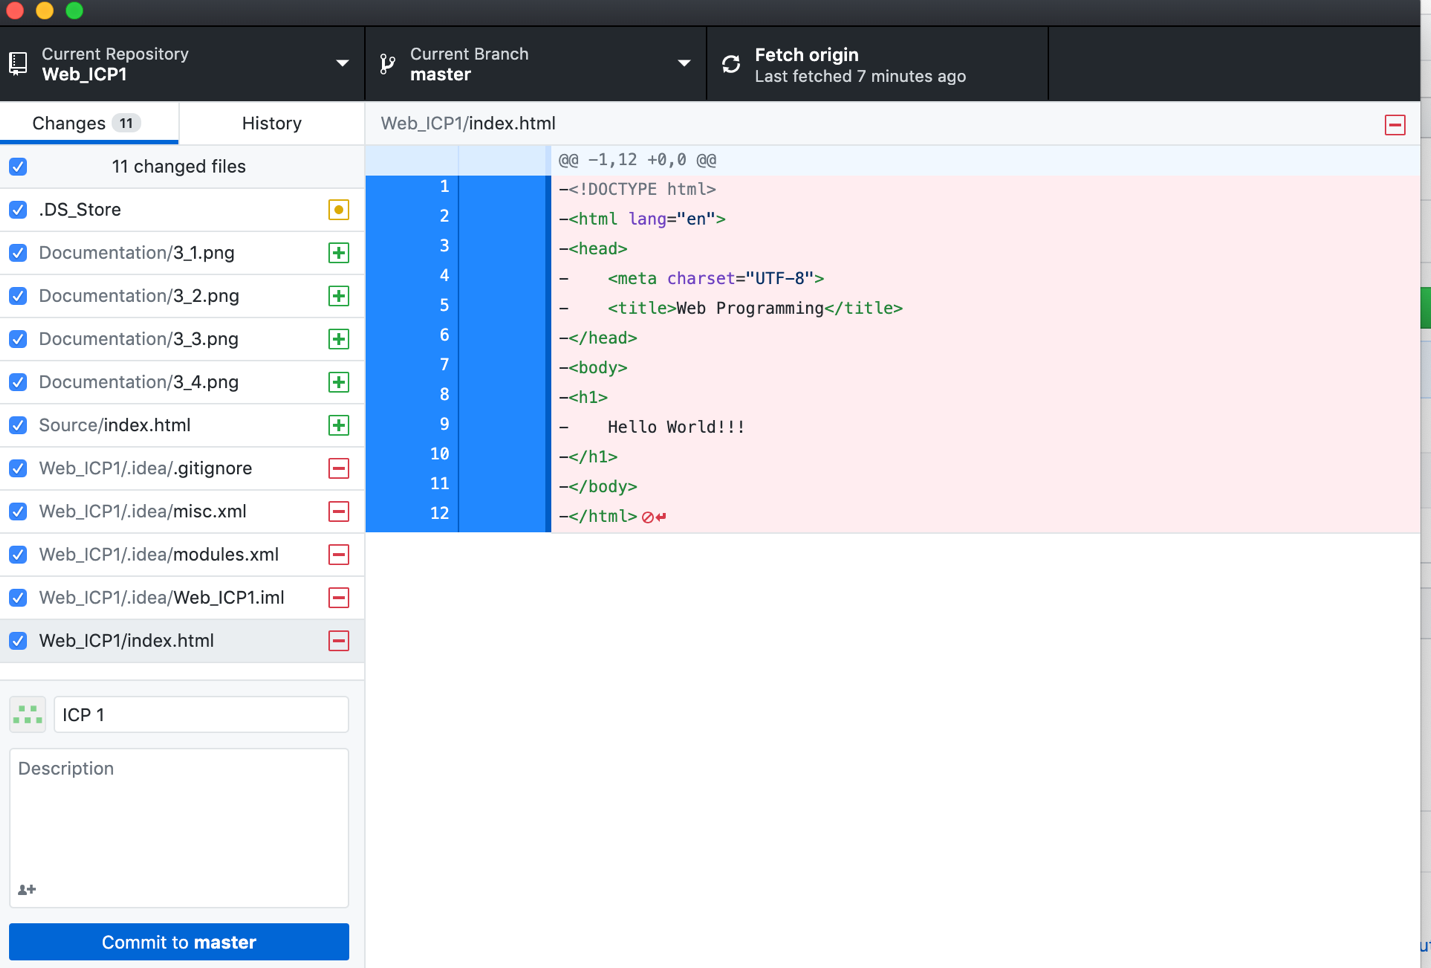 Current Repository
Web_ICP1
Current Branch
master
Fetch origin
Last fetched 7 minutes ago
Changes 11
History
Web_ICP1/index.html
11 changed files
.DS_Store
Documentation/3_1.png
Documentation/3_2.png
Documentation/3_3.png
Documentation/3_4.png
Source/index.html
Web_ICP1/.idea/.gitignore
Web_ICP1/.idea/misc.xml
Web_ICP1/.idea/modules.xml
Web_ICP1/.idea/Web_ICP1.iml
Web_ICP1/index.html
ICP 1
Description
Commit to master
@@ -1,12 +0,0 @@
1 -<!DOCTYPE html>
2 -<html lang="en">
3 -<head>
4 -    <meta charset="UTF-8">
5 -    <title>Web Programming</title>
6 -</head>
7 -<body>
8 -<h1>
9 -    Hello World!!!
10 -</h1>
11 -</body>
12 -</html>